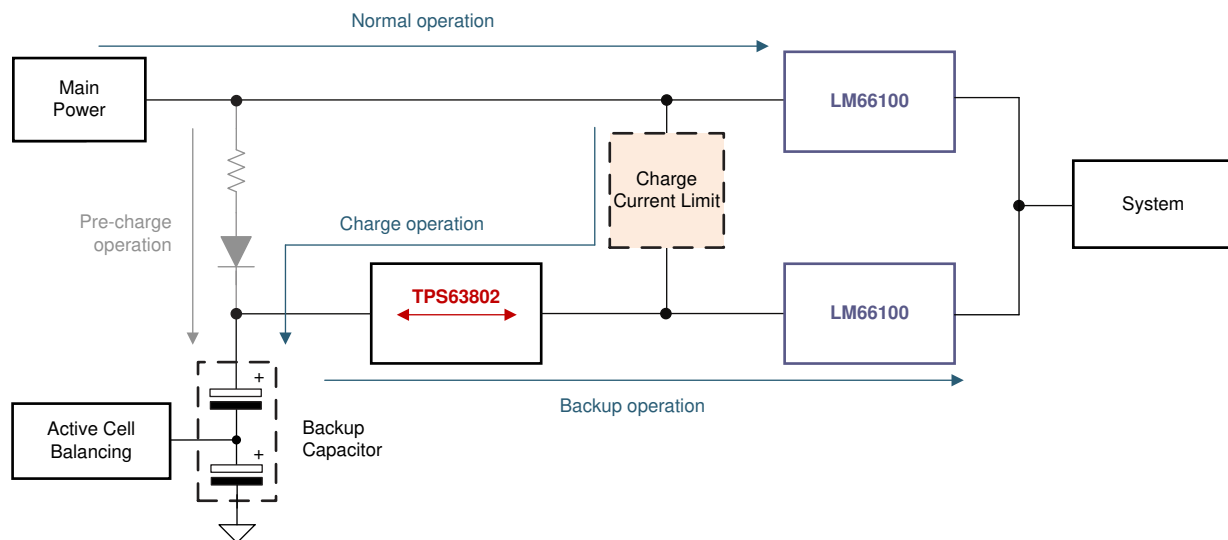 Normal operation
Main
Power
LM66100
Charge
Current Limit
Pre-charge
operation
Charge operation
System
TPS63802
LM66100
+
Backup operation
Active Cell
Balancing
Backup
Capacitor
+